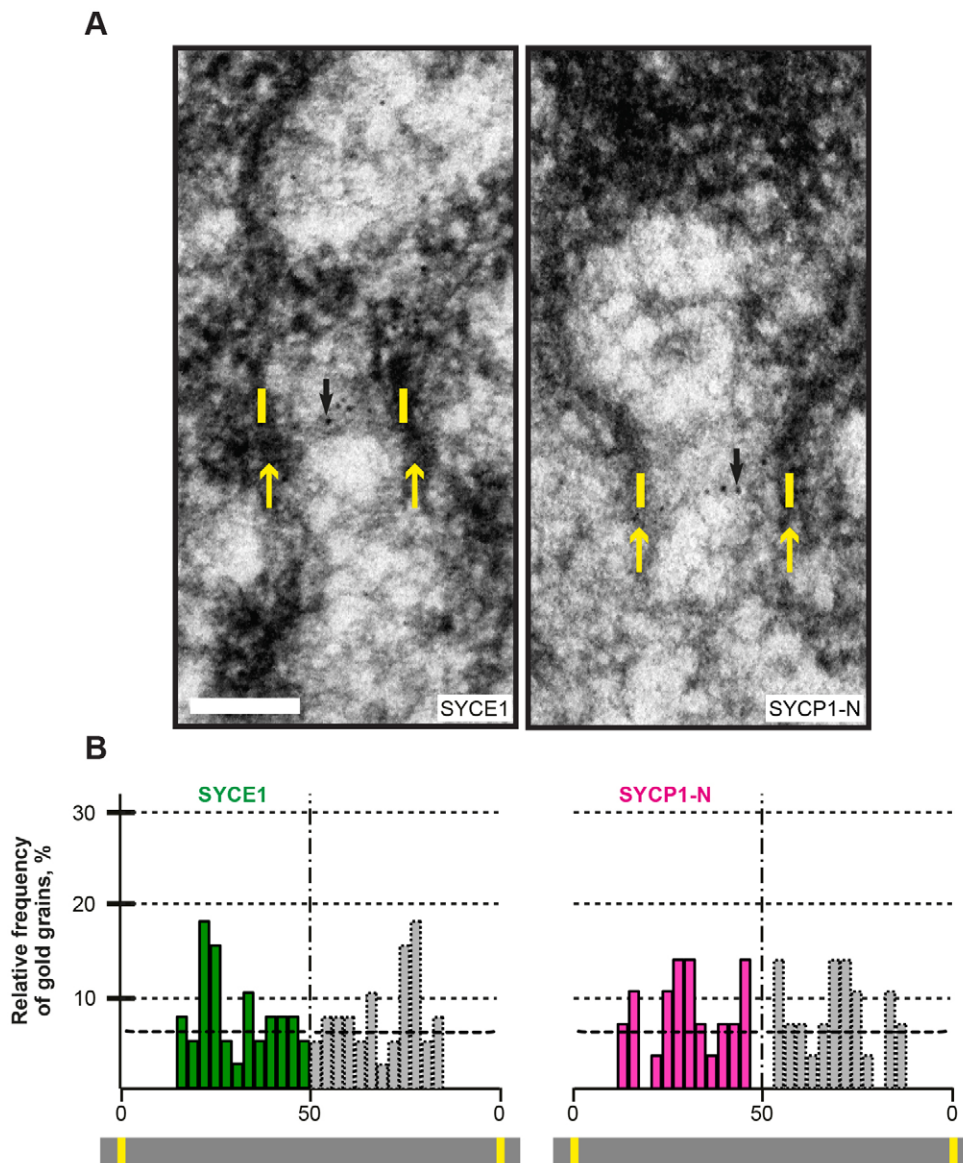 A
SYCE1
SYCP1-N
B
SYCE1
SYCP1-N
Relative frequency
of gold grains, %
30
20
10
0
50
0
0
50
0